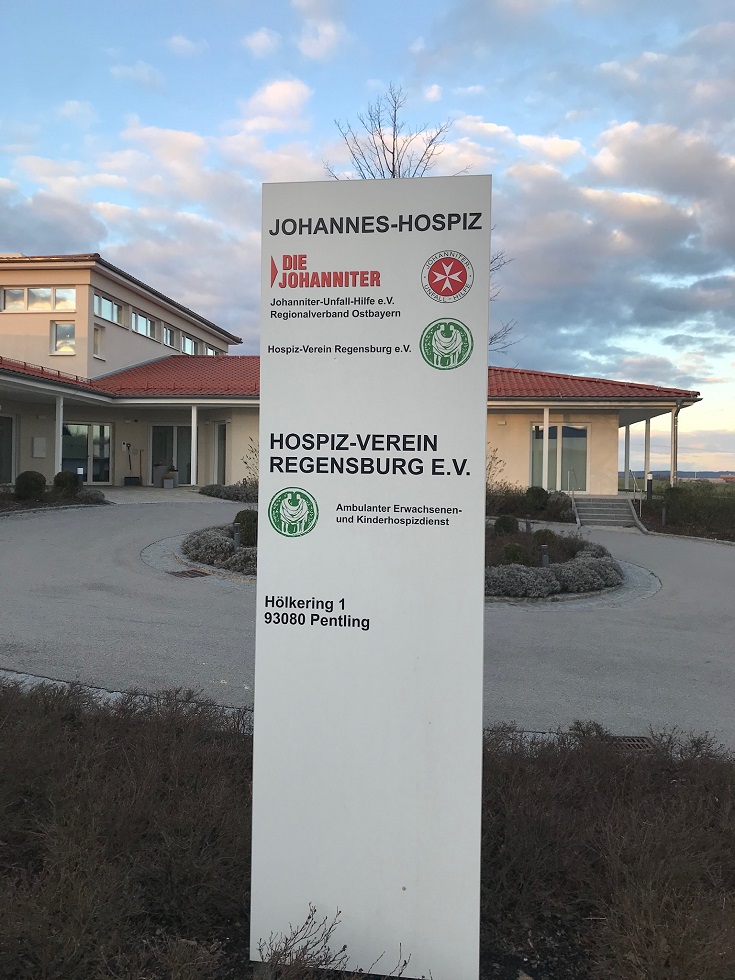 JOHANNES-HOSPIZ
DIE
JOHANNITER
JOHANNITER
UNFALL-HILFE
Johanniter-Unfall-Hilfe e.V.
Regionalverband Ostbayern
Hospiz-Verein Regensburg e.V.
HOSPIZ-VEREIN
REGENSBURG E.V.
Ambulanter Erwachsenen-
und Kinderhospizdienst
Hölkering 1
93080 Pentling